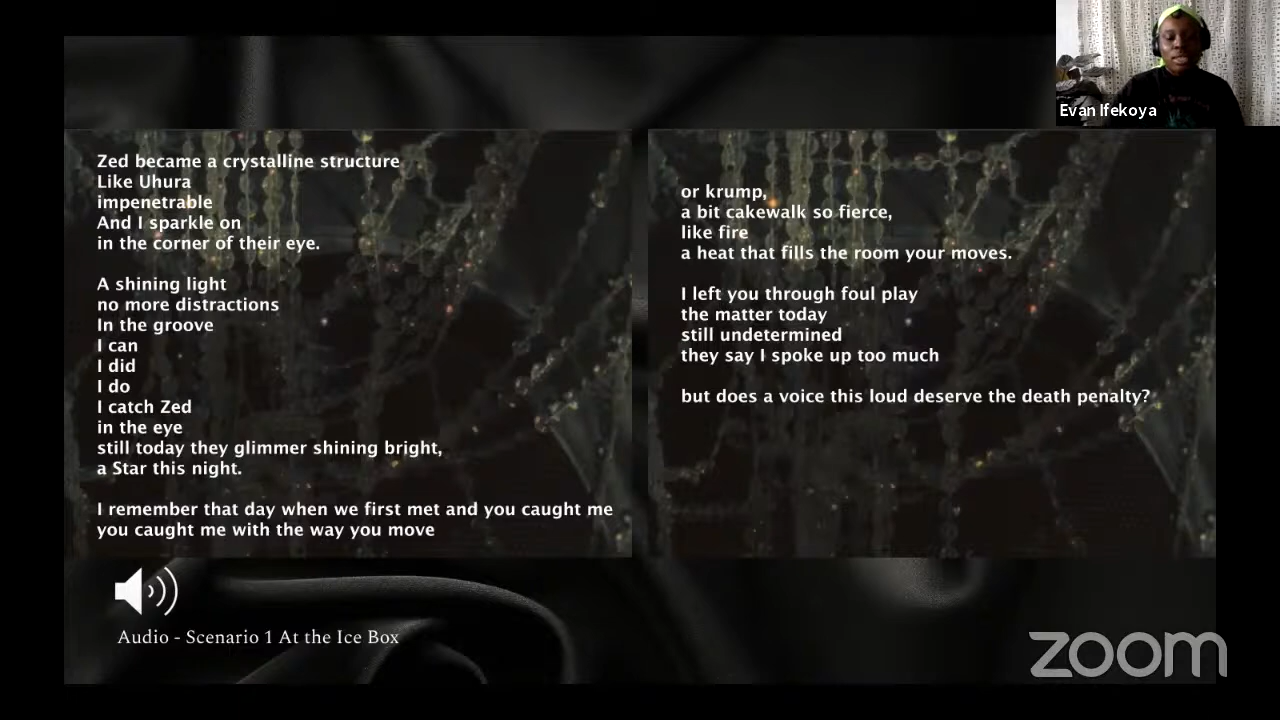 Evan Ifekoya
Zed became a crystalline structure
Like Uhura
impenetrable
And I sparkle on
in the corner of their eye.
A shining light
no more distractions
In the groove
I can
I did
I do
I catch Zed
in the eye
still today they glimmer shining bright,
a Star this night.
I remember that day when we first met and you caught me
you caught me with the way you move
or krump,
a bit cakewalk so fierce,
like fire
a heat that fills the room your moves.
I left you through foul play
the matter today
still undetermined
they say I spoke up too much
but does a voice this loud deserve the death penalty?
Audio - Scenario 1 At the Ice Box
zoom